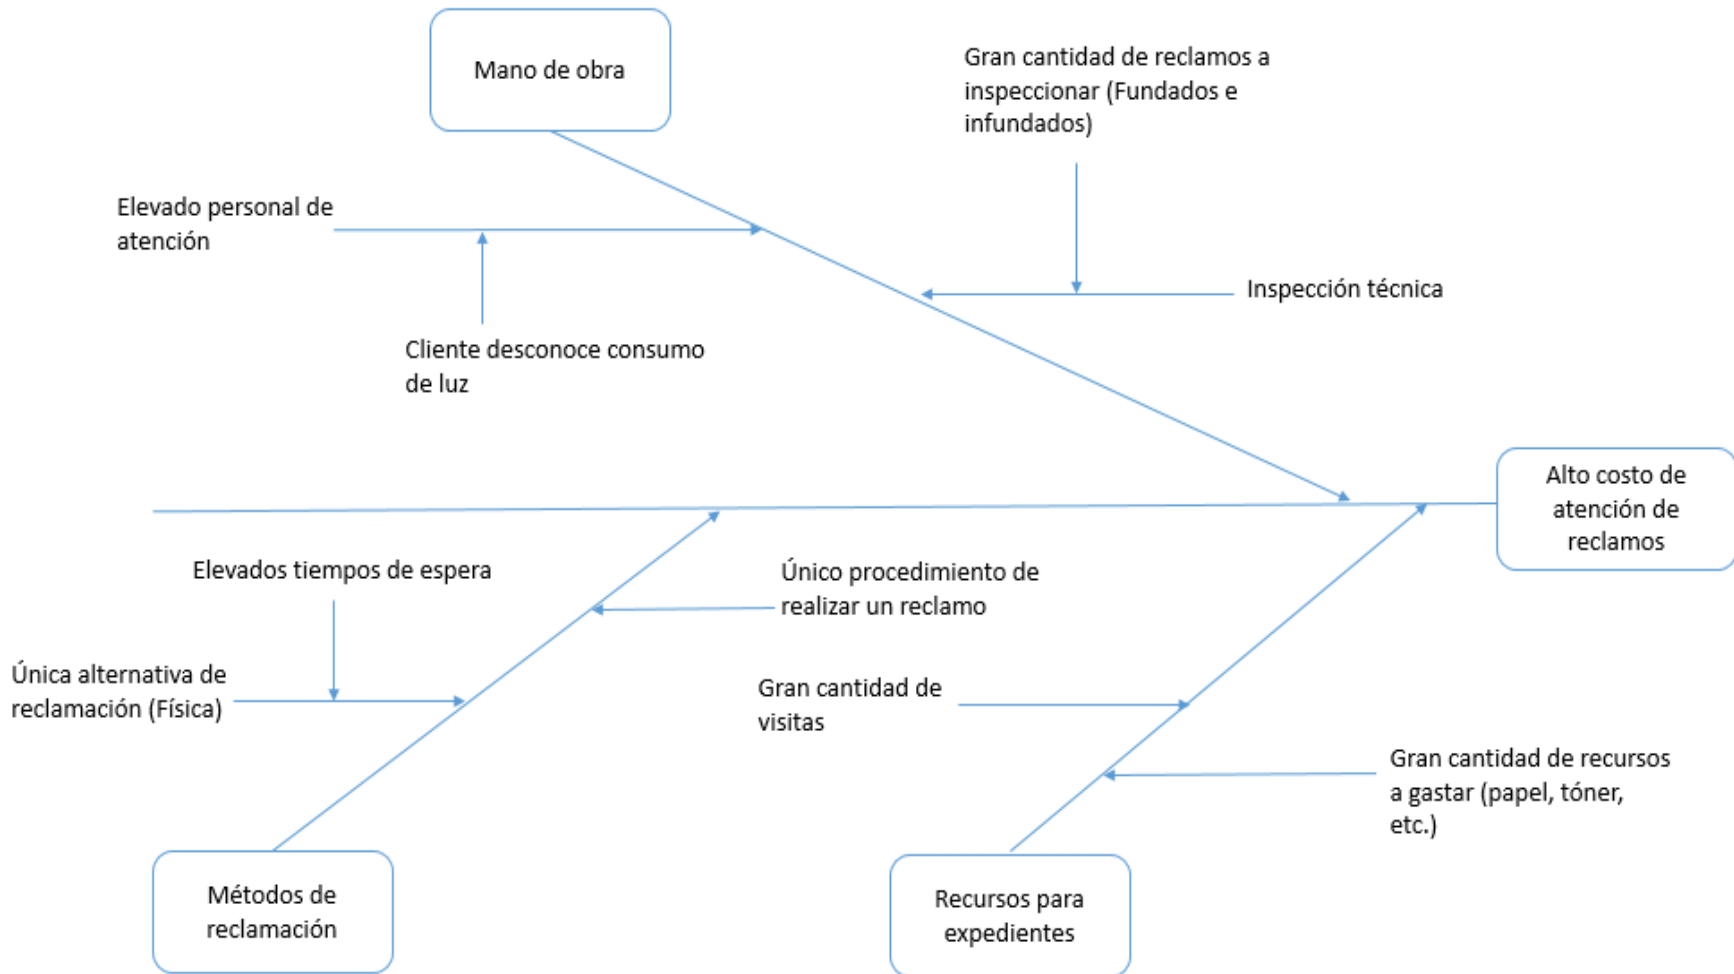 Mano de obra
Gran cantidad de reclamos a
inspeccionar (Fundados e
infundados)
Elevado personal de
atención
Inspección técnica
Cliente desconoce consumo
de luz
Alto costo de
atención de
reclamos
Elevados tiempos de espera
Único procedimiento de
realizar un reclamo
Única alternativa de
reclamación (Física)
Gran cantidad de
visitas
Gran cantidad de recursos
a gastar (papel, tóner,
etc.)
Métodos de
reclamación
Recursos para
expedientes